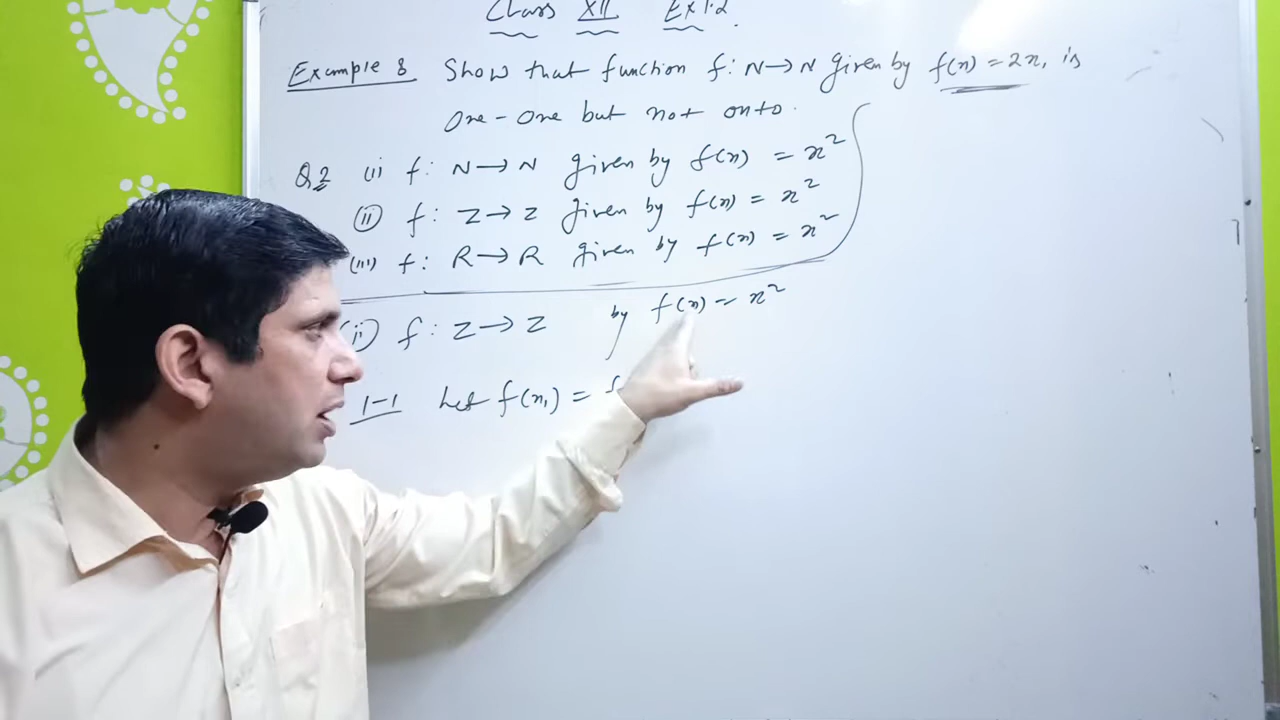 Class XII Ex 1.2
Example 8 Show that function f: N→N given by f(x) = 2x, is
one-one but not onto.
Q2 (i) f: N→N given by f(x) = x²
(ii) f: Z→Z given by f(x) = x²
(iii) f: R→R given by f(x) = x²
(ii) f: Z→Z by f(x) = x²
1-1 Let f(x₁) = f